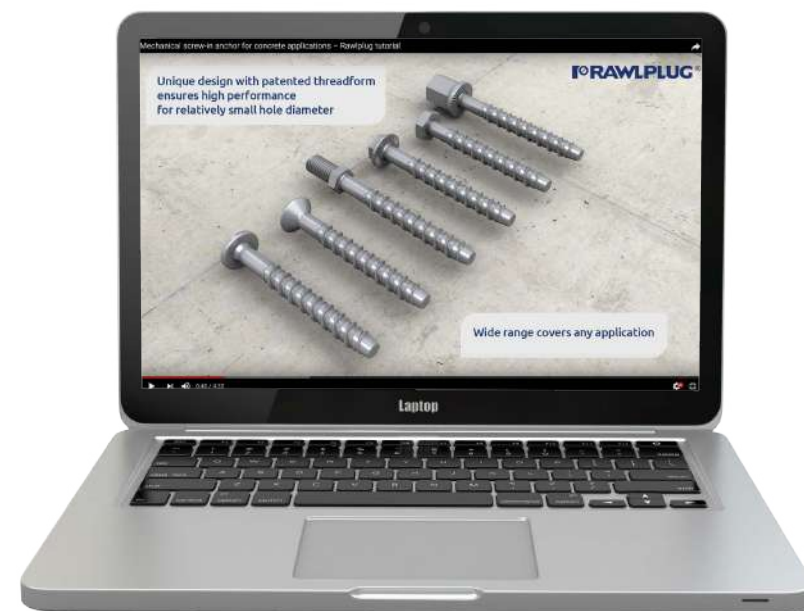 Mechanical screw-in anchor for concrete applications – Rawlplug tutorial
Unique design with patented threadform
ensures high performance
for relatively small hole diameter
RAWLPLUG®
Wide range covers any application
Laptop